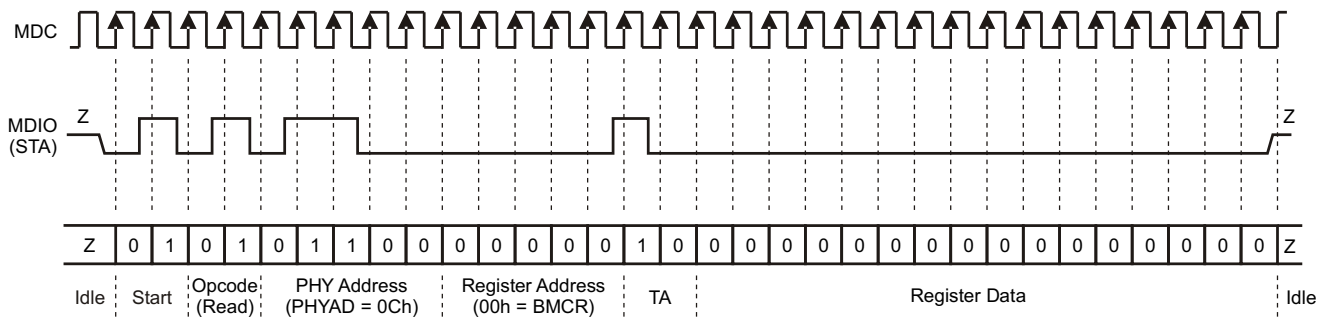 MDC
Z Z
MDIO
(STA)
Z 0 1 0 1 0 1 1 0 0 0 0 0 0 0 1 0 0 0 0 0 0 0 0 0 0 0 0 0 0 0 0 0 Z
Idle Start Opcode PHY Address Register Address TA Register Data Idle
(Read) (PHYAD = 0Ch) (00h = BMCR)